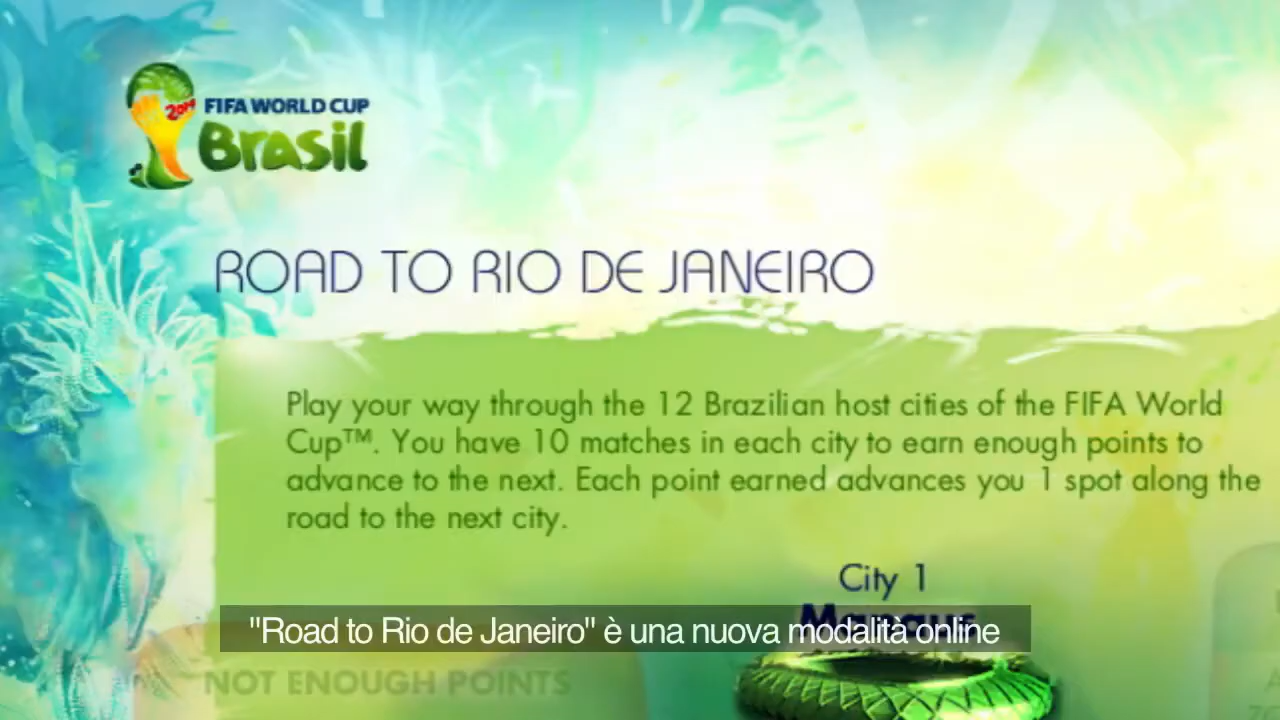 2014
FIFA WORLD CUP
Brasil
ROAD TO RIO DE JANEIRO
Play your way through the 12 Brazilian host cities of the FIFA World
Cup™. You have 10 matches in each city to earn enough points to
advance to the next. Each point earned advances you 1 spot along the
road to the next city.
City 1
Manaus
"Road to Rio de Janeiro" è una nuova modalità online
NOT ENOUGH POINTS